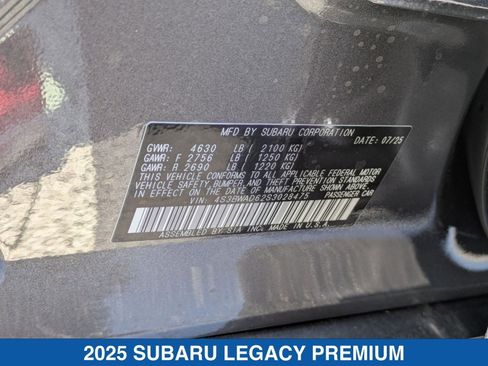 MFD BY SUBARU CORPORATION
DATE: 07/25
GVWR: 4630 LB ( 2100 KG)
GAWR: F 2756 LB ( 1250 KG)
GAWR: R 2690 LB ( 1220 KG)
THIS VEHICLE CONFORMS TO ALL APPLICABLE FEDERAL MOTOR
VEHICLE SAFETY, BUMPER, AND THEFT PREVENTION STANDARDS
IN EFFECT ON THE DATE OF MANUFACTURE SHOWN ABOVE.
VIN: 4S3BWAD62S3028475 PASSENGER CAR
ASSEMBLED BY SIA INC. MADE IN U.S.A.
2025 SUBARU LEGACY PREMIUM